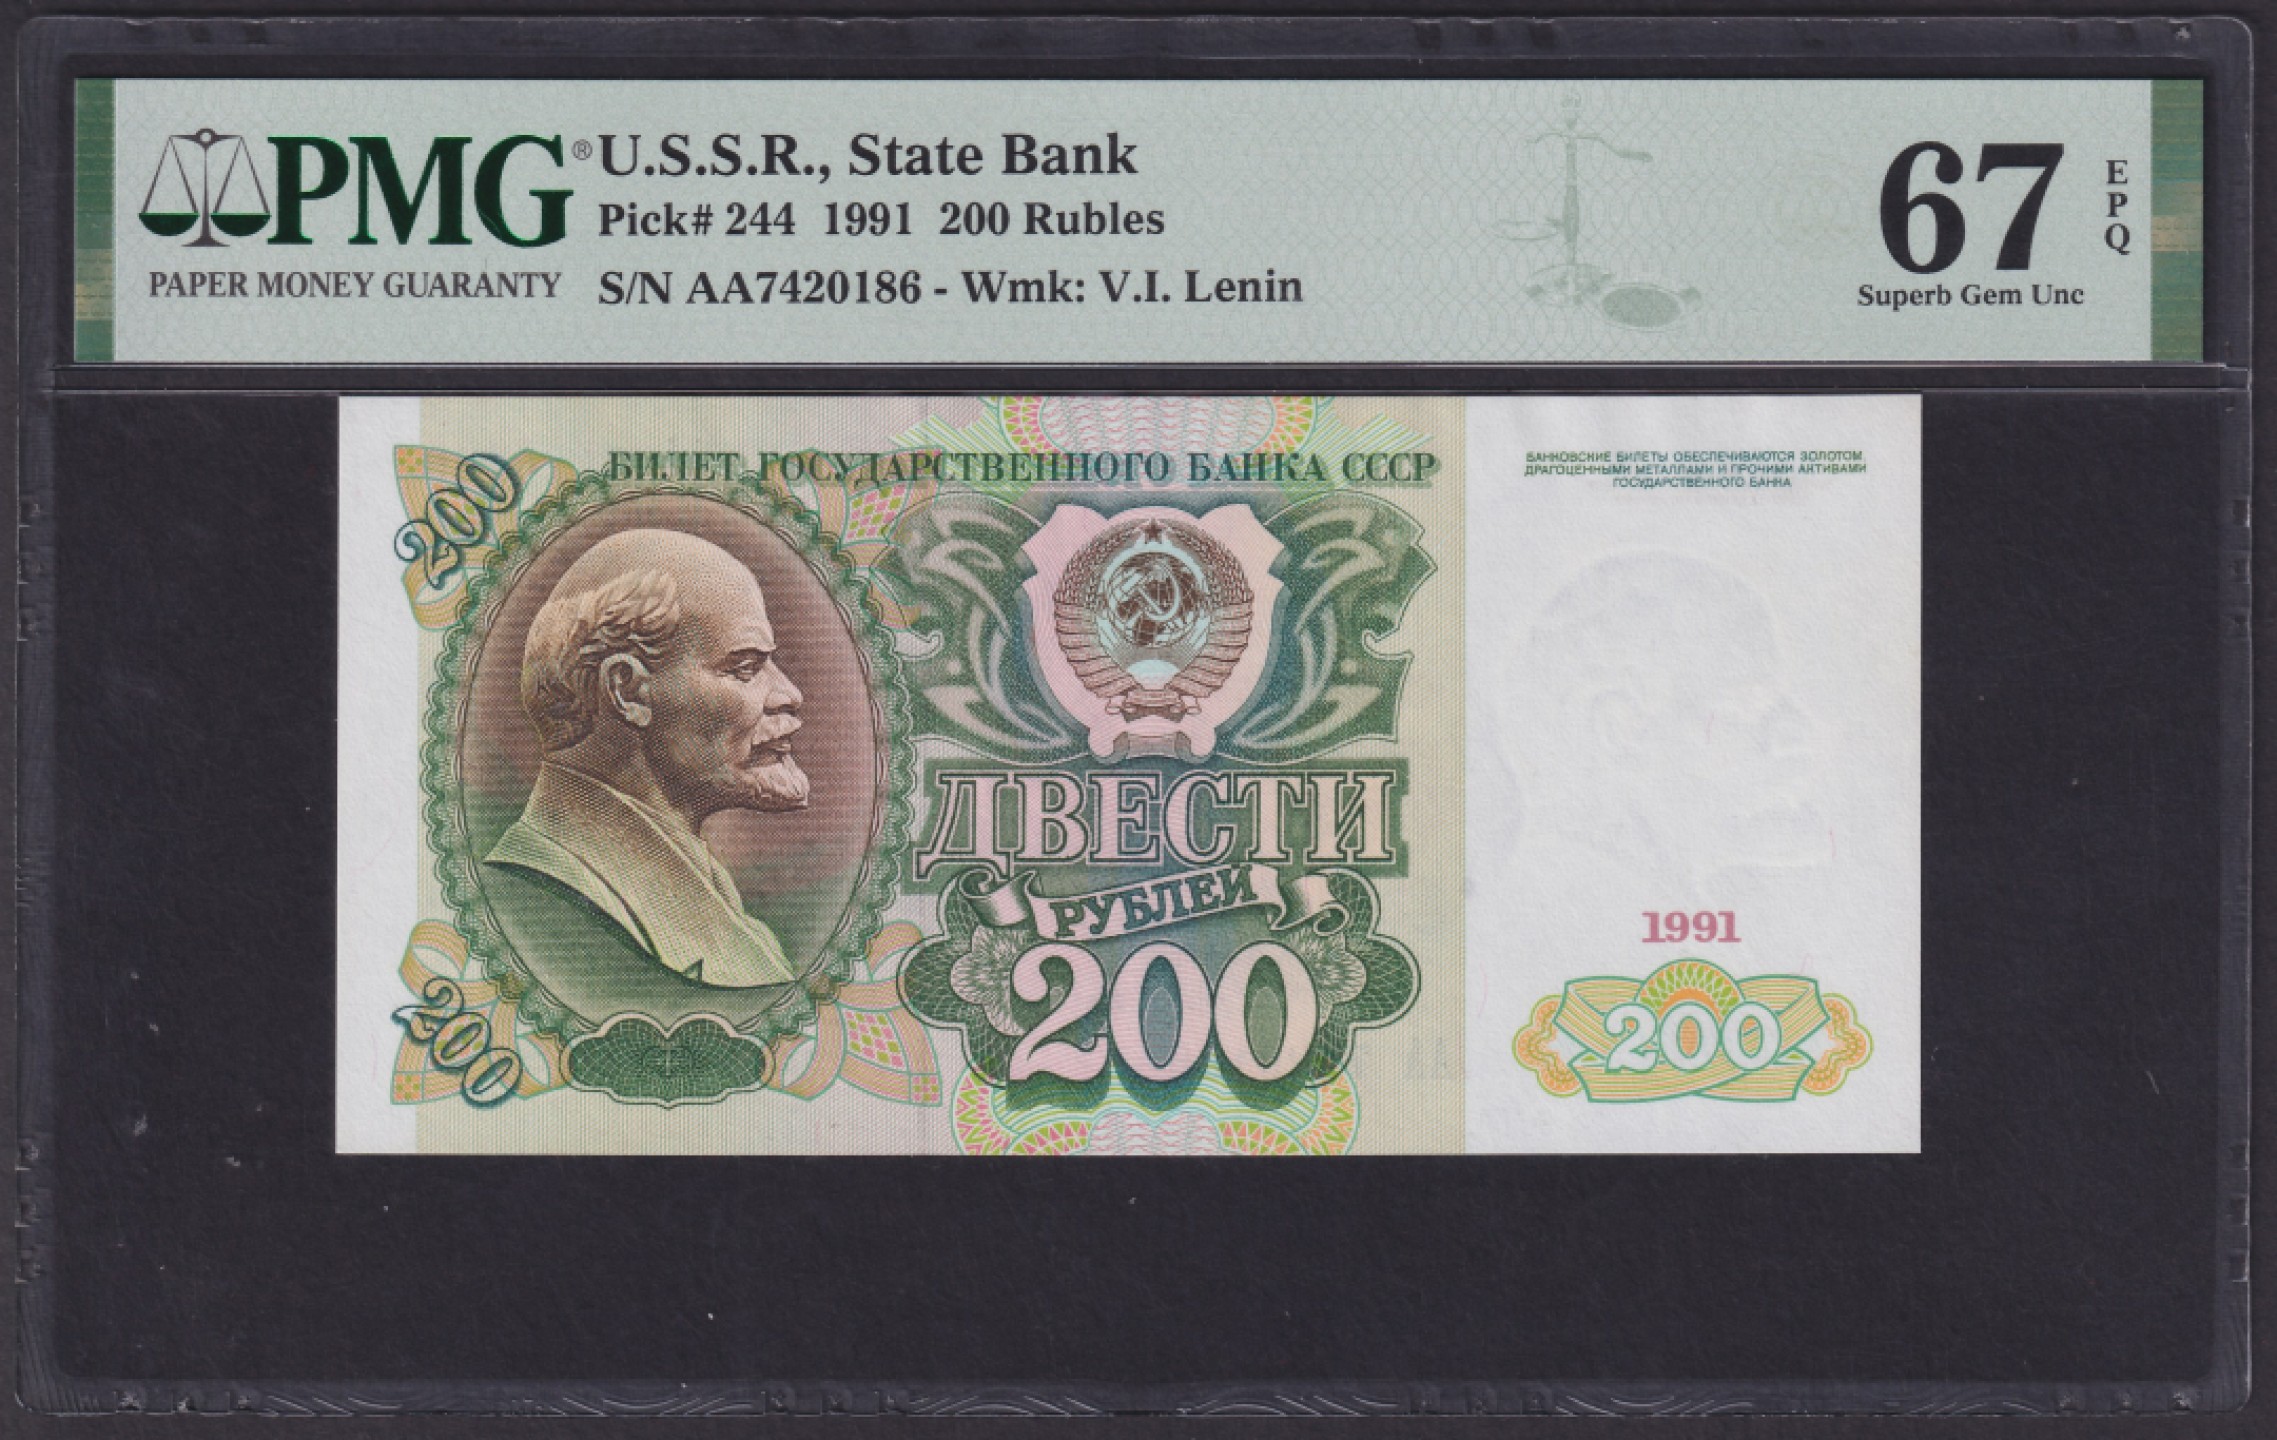 PMG®
PAPER MONEY GUARANTY
U.S.S.R., State Bank
Pick# 244 1991 200 Rubles
S/N AA7420186 - Wmk: V.I. Lenin
67
EPQ
Superb Gem Unc
БИЛЕТ ГОСУДАРСТВЕННОГО БАНКА СССР
БАНКОВСКИЕ БИЛЕТЫ ОБЕСПЕЧИВАЮТСЯ ЗОЛОТОМ,
ДРАГОЦЕННЫМИ МЕТАЛЛАМИ И ПРОЧИМИ АКТИВАМИ
ГОСУДАРСТВЕННОГО БАНКА
200
ДВЕСТИ
РУБЛЕЙ
200
200
1991
200